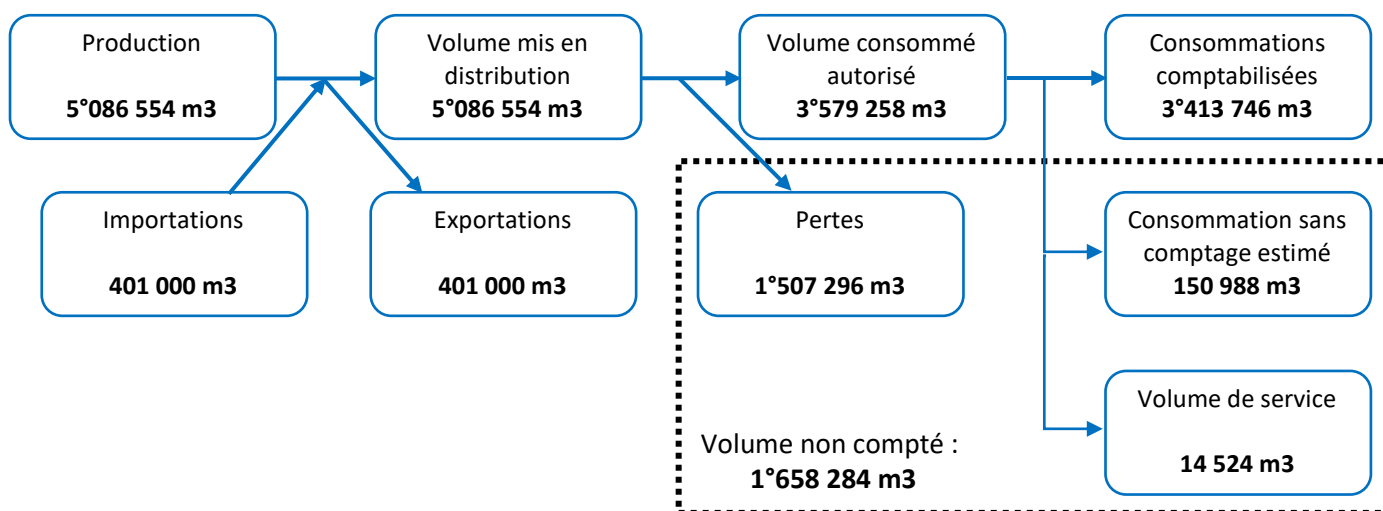 Production
5°086 554 m3
Volume mis en
distribution
5°086 554 m3
Volume consommé
autorisé
3°579 258 m3
Consommations
comptabilisées
3°413 746 m3
Importations
401 000 m3
Exportations
401 000 m3
Pertes
1°507 296 m3
Consommation sans
comptage estimé
150 988 m3
Volume de service
14 524 m3
Volume non compté :
1°658 284 m3